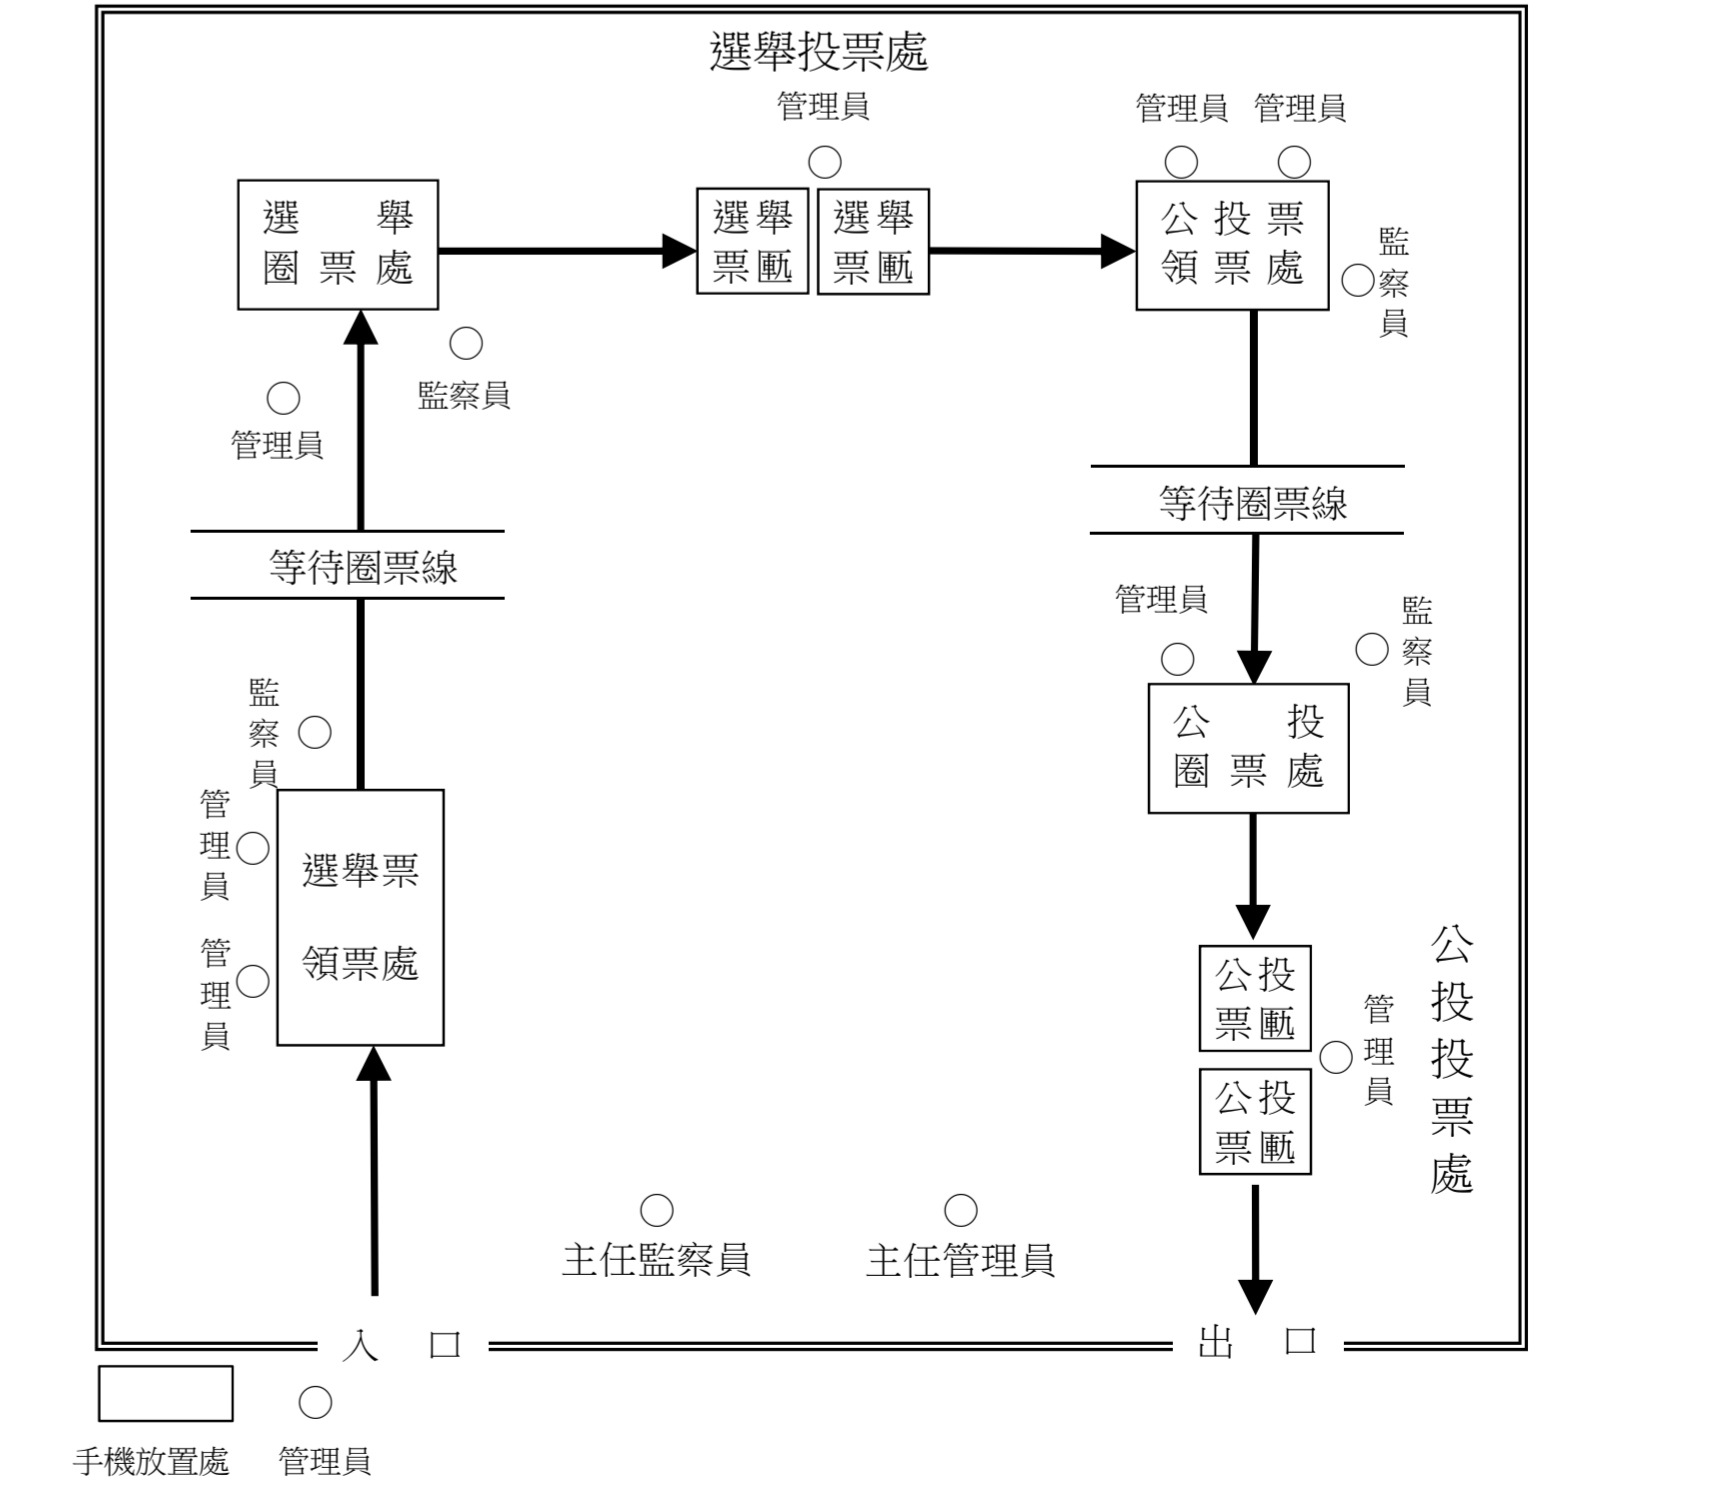 選舉投票處
管理員
管理員 管理員
選舉
圈票處
選舉
票匭
選舉
票匭
公投票
領票處
監察員
監察員
管理員
等待圈票線
等待圈票線
管理員
監察員
監察員
管理員
管理員
選舉票
領票處
公投
圈票處
公投
票匭
公投
票匭
管理員
公投投票處
主任監察員
主任管理員
入口
出口
手機放置處
管理員